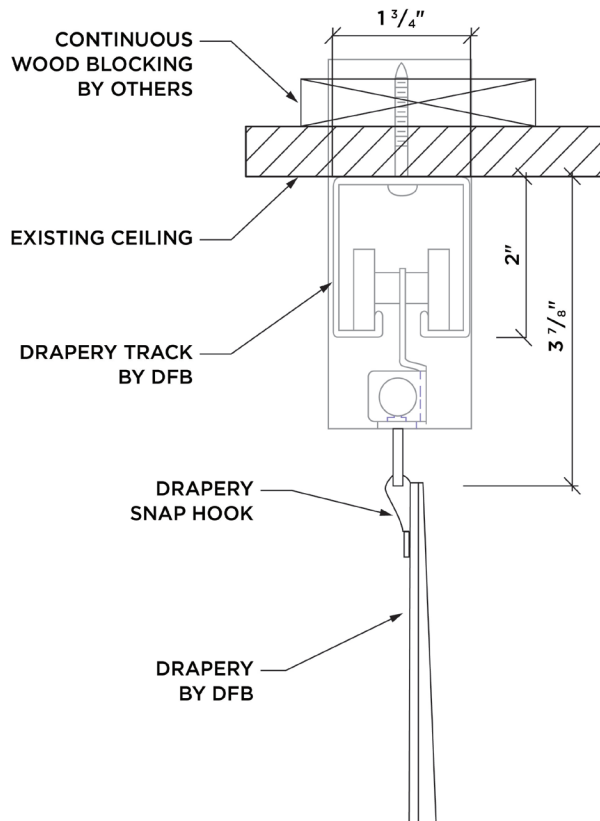 1 3/4"
CONTINUOUS
WOOD BLOCKING
BY OTHERS
EXISTING CEILING
2"
3 7/8"
DRAPERY TRACK
BY DFB
DRAPERY
SNAP HOOK
DRAPERY
BY DFB